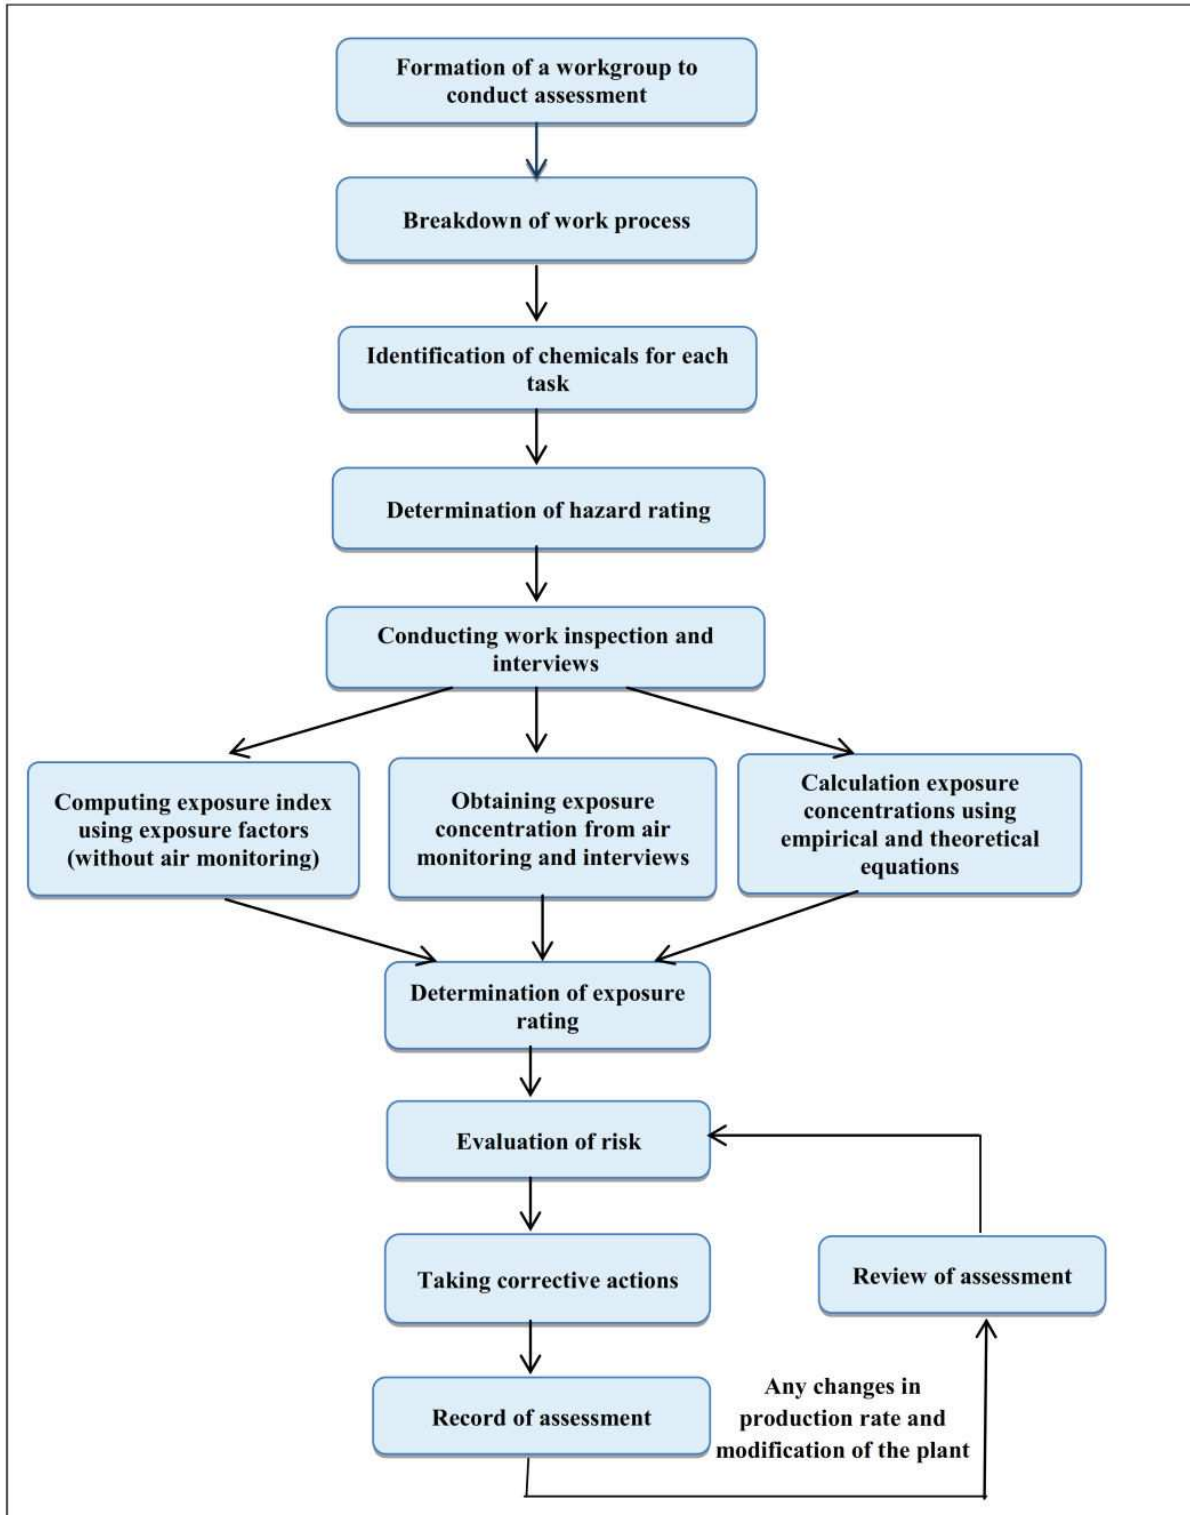 Formation of a workgroup to
conduct assessment
Breakdown of work process
Identification of chemicals for each
task
Determination of hazard rating
Conducting work inspection and
interviews
Computing exposure index
using exposure factors
(without air monitoring)
Obtaining exposure
concentration from air
monitoring and interviews
Calculation exposure
concentrations using
empirical and theoretical
equations
Determination of exposure
rating
Evaluation of risk
Taking corrective actions
Review of assessment
Record of assessment
Any changes in
production rate and
modification of the plant